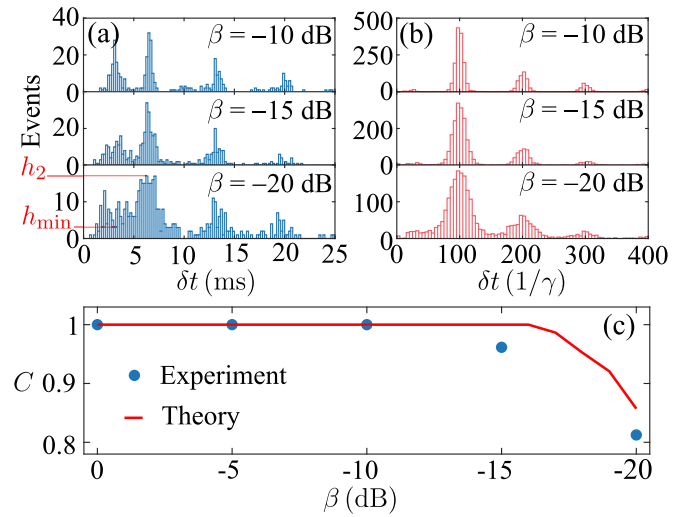 (a) β = −10 dB
(b) β = −10 dB
40
20
0
500
250
0
Events
β = −15 dB
β = −15 dB
20
0
200
0
h₂
h_min
β = −20 dB
β = −20 dB
10
0
100
0
0 5 10 15 20 25
0 100 200 300 400
δt (ms)
δt (1/γ)
(c)
C
1
0.9
0.8
Experiment
Theory
0 -5 -10 -15 -20
β (dB)